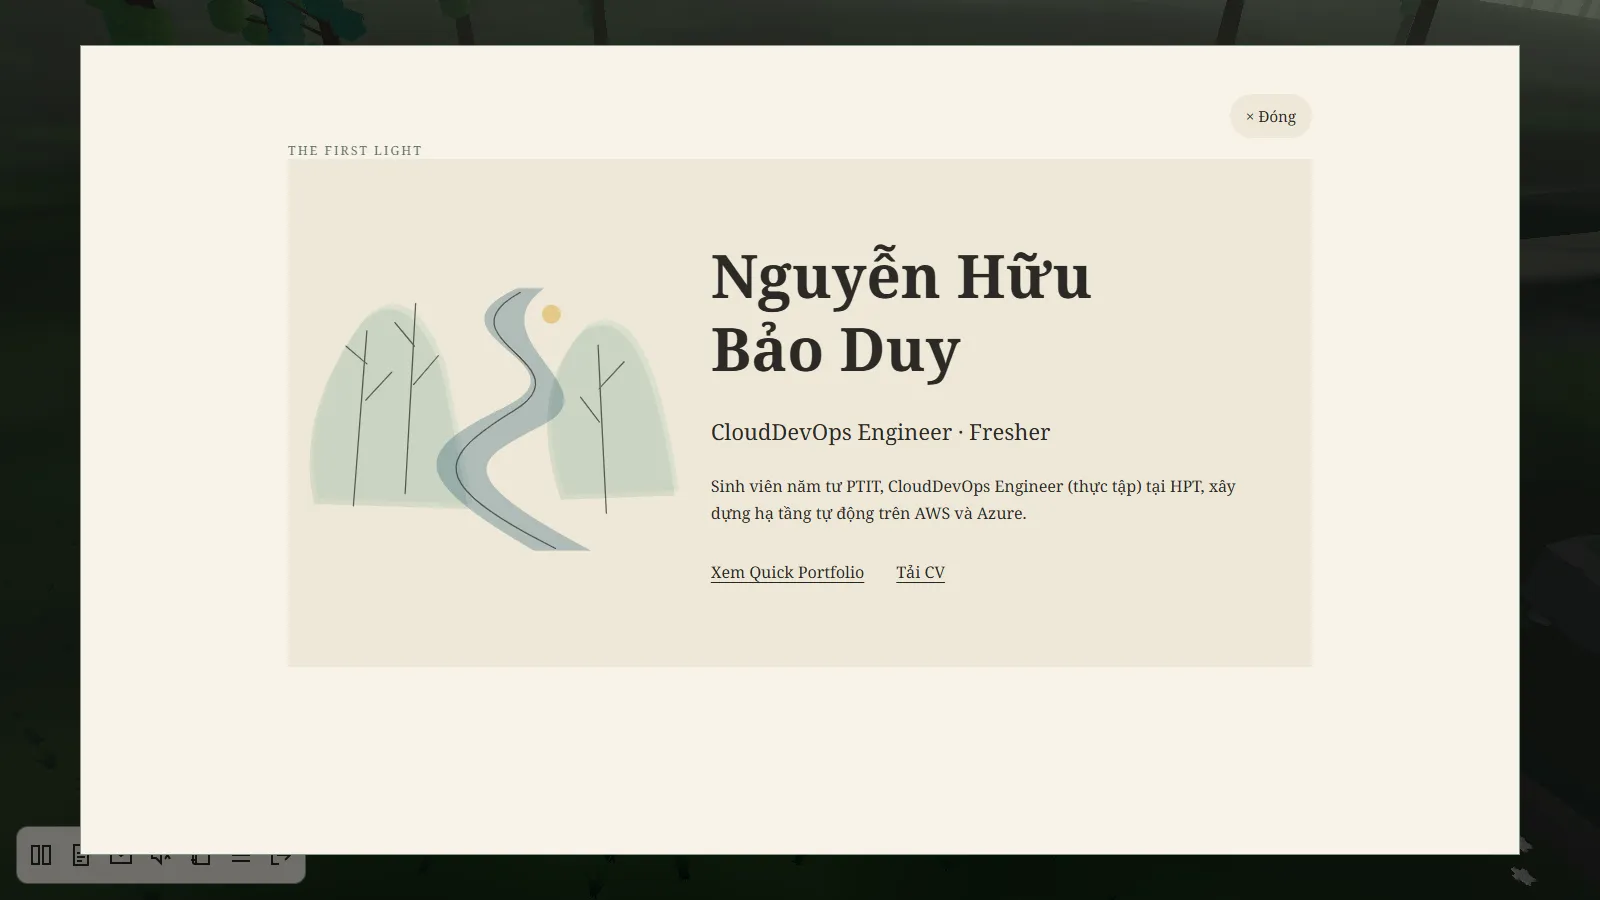 × Đóng
THE FIRST LIGHT
Nguyễn Hữu
Bảo Duy
CloudDevOps Engineer · Fresher
Sinh viên năm tư PTIT, CloudDevOps Engineer (thực tập) tại HPT, xây
dựng hạ tầng tự động trên AWS và Azure.
Xem Quick Portfolio Tải CV